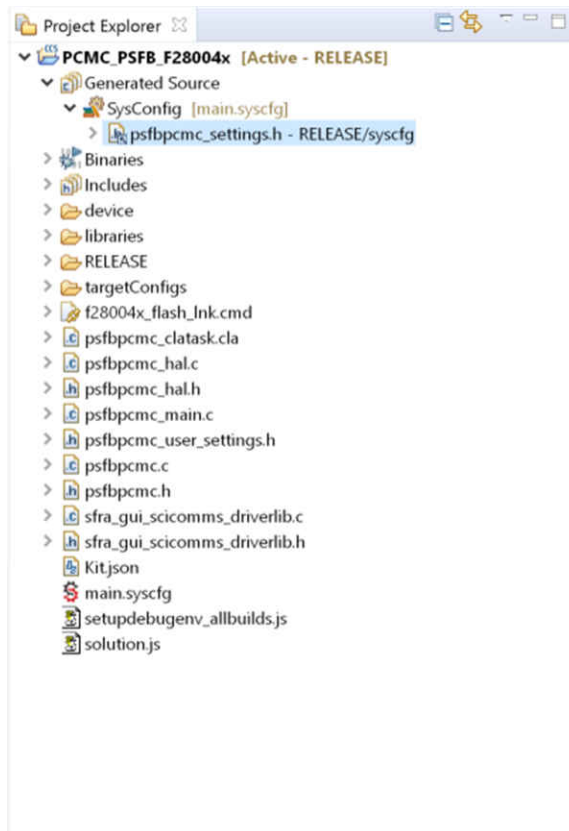 Project Explorer
PCMC_PSFB_F28004x [Active - RELEASE]
Generated Source
SysConfig [main.syscfg]
psfbpcmc_settings.h - RELEASE/syscfg
Binaries
Includes
device
libraries
RELEASE
targetConfigs
f28004x_flash_lnk.cmd
psfbpcmc_clatask.cla
psfbpcmc_hal.c
psfbpcmc_hal.h
psfbpcmc_main.c
psfbpcmc_user_settings.h
psfbpcmc.c
psfbpcmc.h
sfra_gui_scicomms_driverlib.c
sfra_gui_scicomms_driverlib.h
Kit.json
main.syscfg
setupdebugenv_allbuilds.js
solution.js